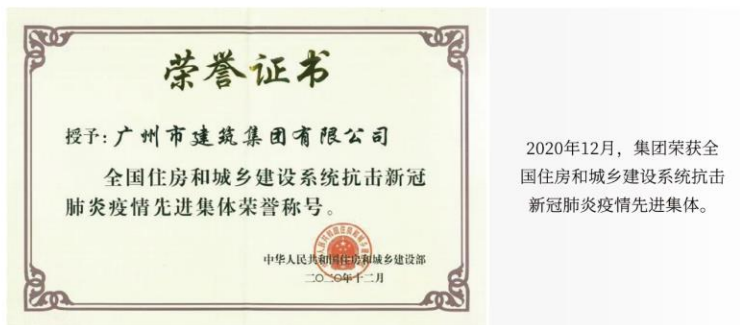 荣誉证书
授予:广州市建筑集团有限公司
全国住房和城乡建设系统抗击新冠
肺炎疫情先进集体荣誉称号。
中华人民共和国住房和城乡建设部
二〇二〇年十二月
2020年12月,集团荣获全
国住房和城乡建设系统抗击
新冠肺炎疫情先进集体。